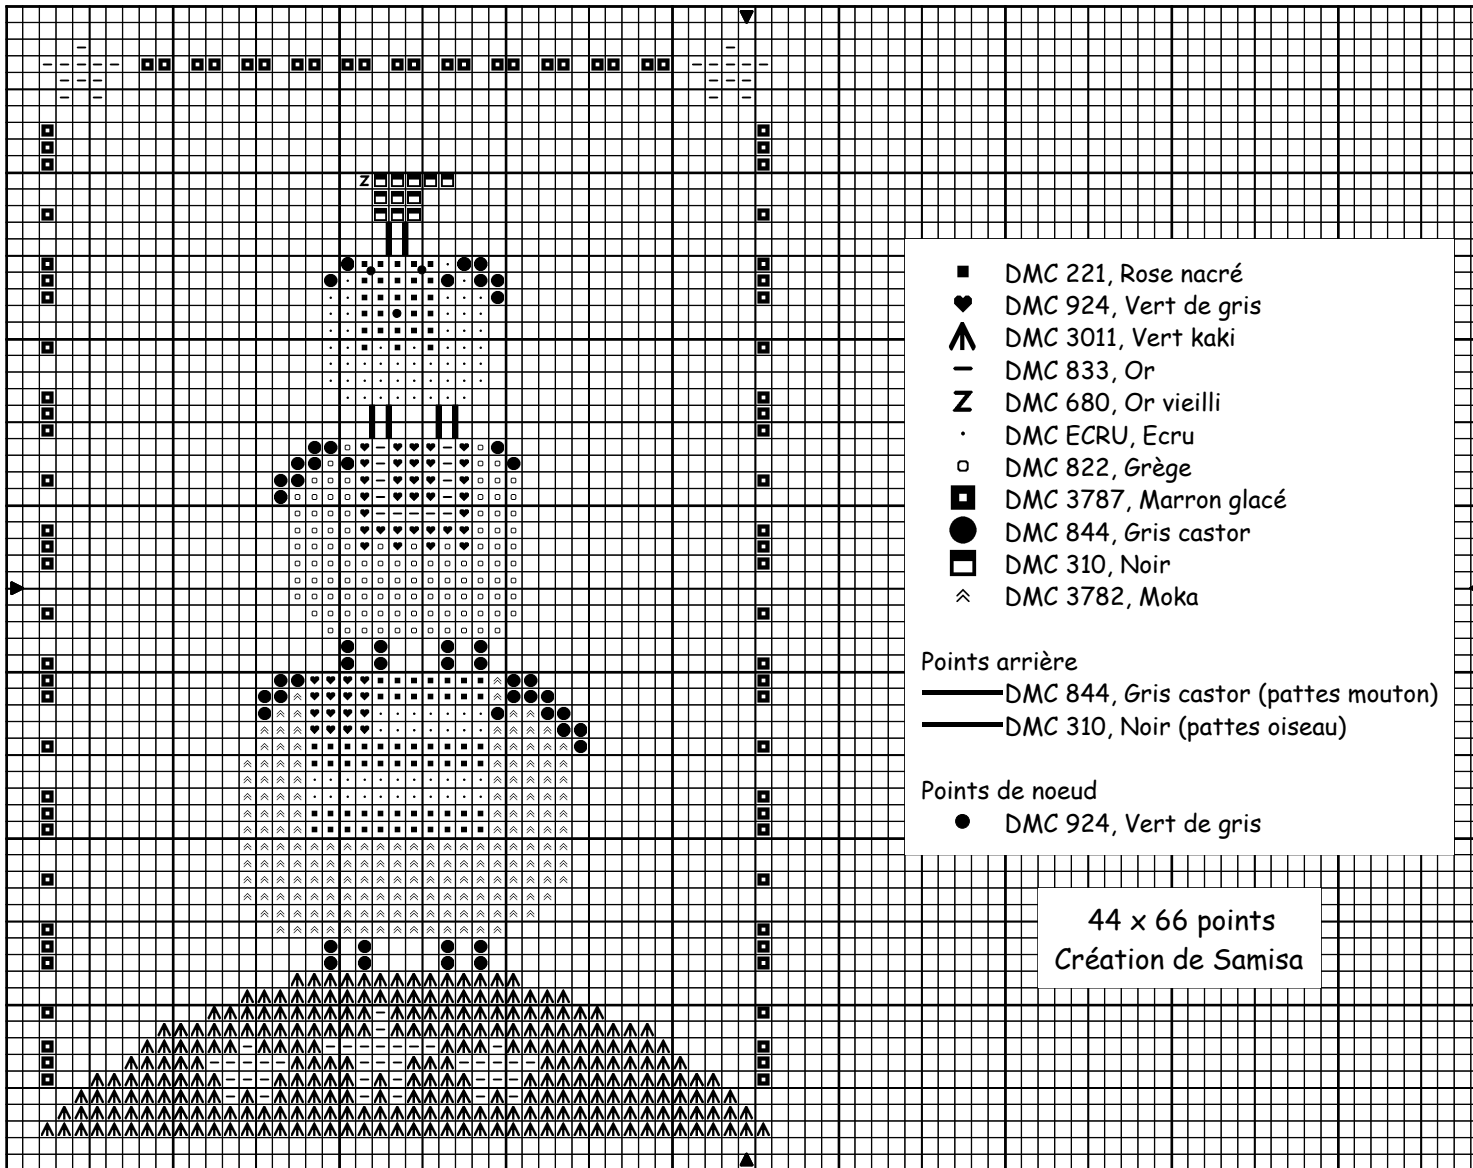 DMC 221, Rose nacré
DMC 924, Vert de gris
DMC 3011, Vert kaki
DMC 833, Or
DMC 680, Or vieilli
DMC ECRU, Ecru
DMC 822, Grège
DMC 3787, Marron glacé
DMC 844, Gris castor
DMC 310, Noir
DMC 3782, Moka
Points arrière
DMC 844, Gris castor (pattes mouton)
DMC 310, Noir (pattes oiseau)
Points de noeud
DMC 924, Vert de gris
44 x 66 points
Création de Samisa